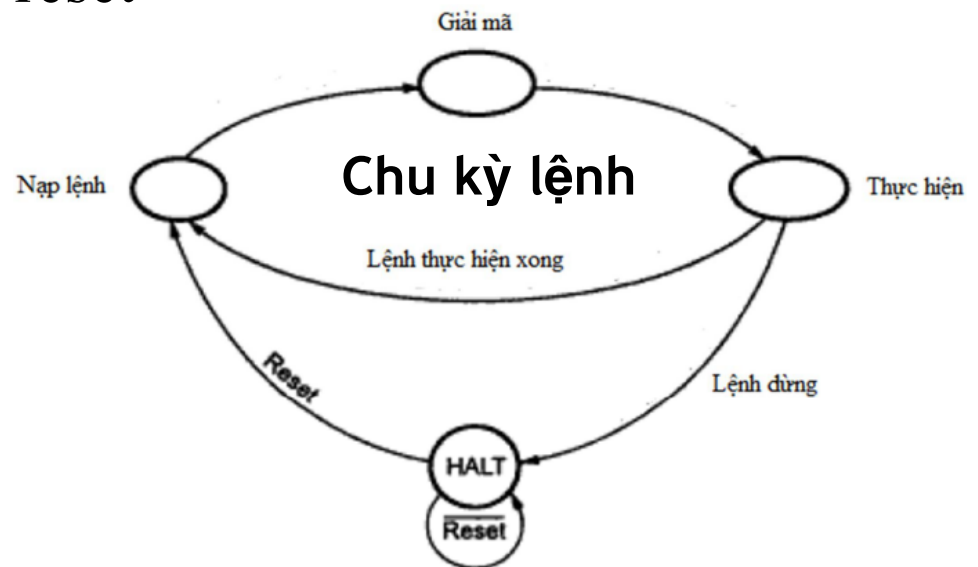 reset
Giải mã
Chu kỳ lệnh
Nạp lệnh
Thực hiện
Lệnh thực hiện xong
Reset
Lệnh dừng
HALT
Reset